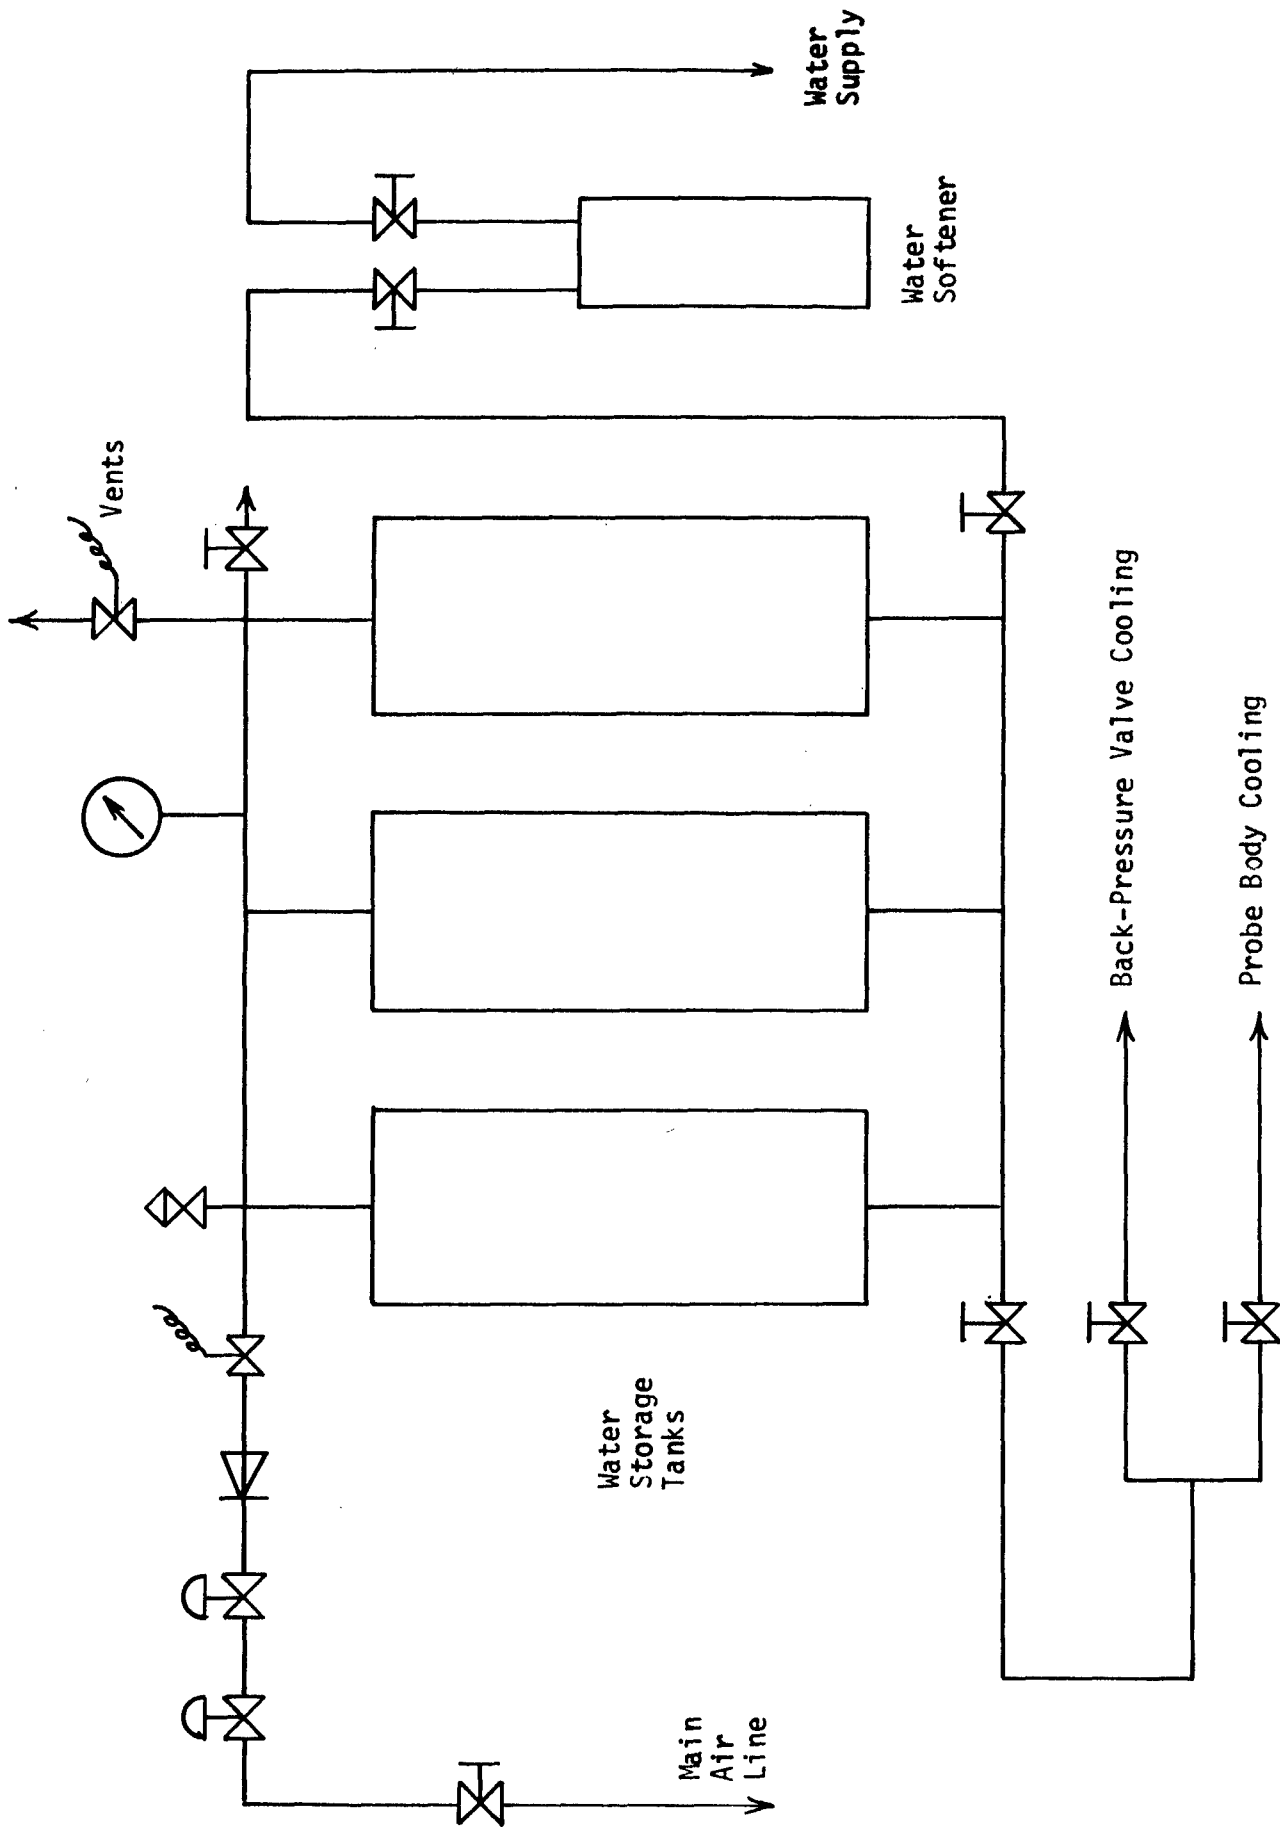 Water
Supply
Water
Softener
Vents
Back-Pressure Valve Cooling
Probe Body Cooling
Water
Storage
Tanks
Main
Air
Line